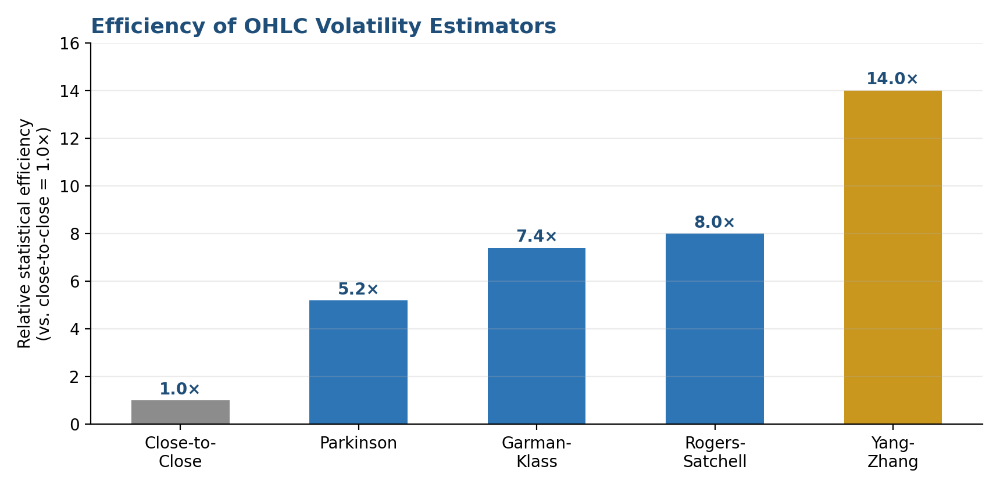 Efficiency of OHLC Volatility Estimators
Relative statistical efficiency
(vs. close-to-close = 1.0×)
16
14
12
10
8
6
4
2
0
1.0×
5.2×
7.4×
8.0×
14.0×
Close-to-
Close
Parkinson
Garman-
Klass
Rogers-
Satchell
Yang-
Zhang